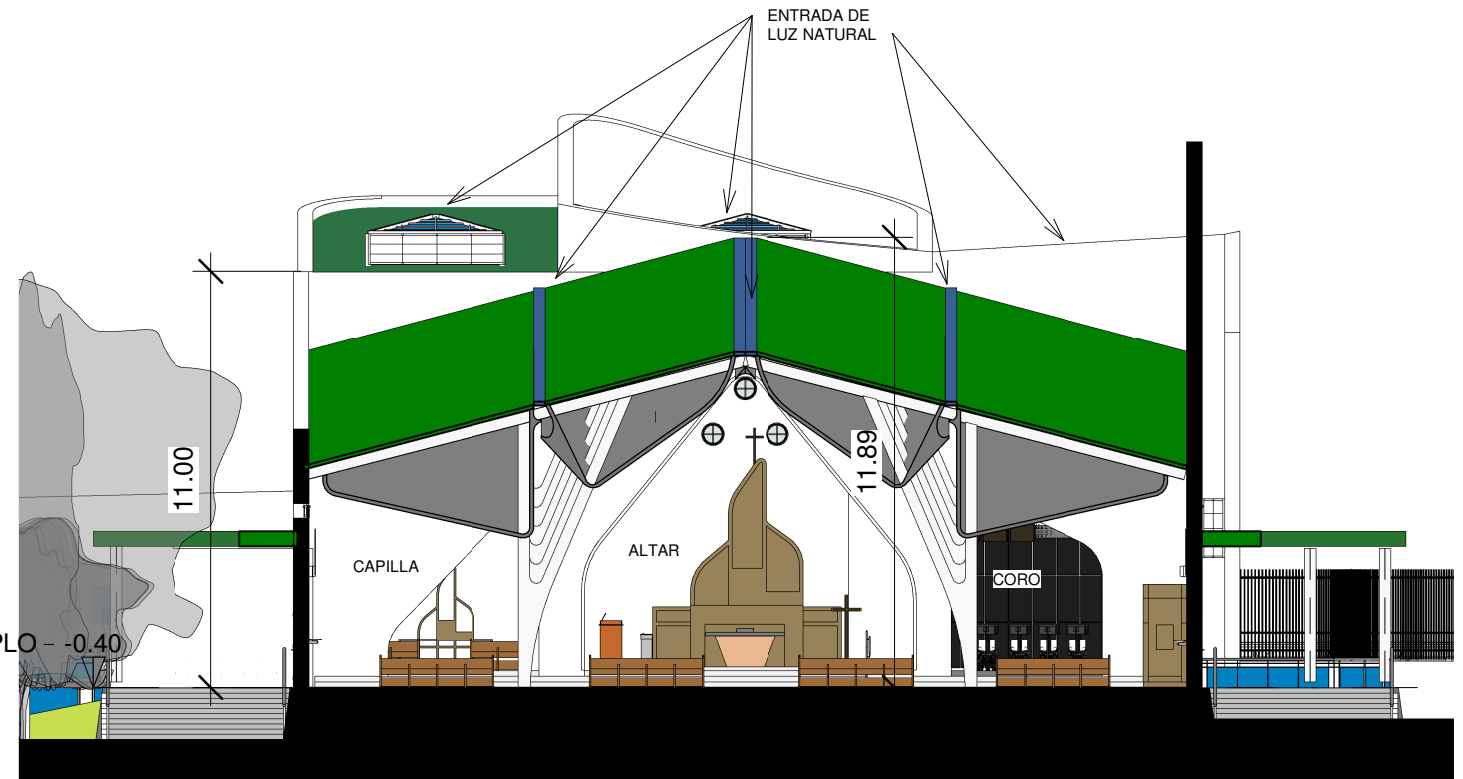 ENTRADA DE
LUZ NATURAL
11.00
11.89
ALTAR
CAPILLA
CORO
PLO - -0.40